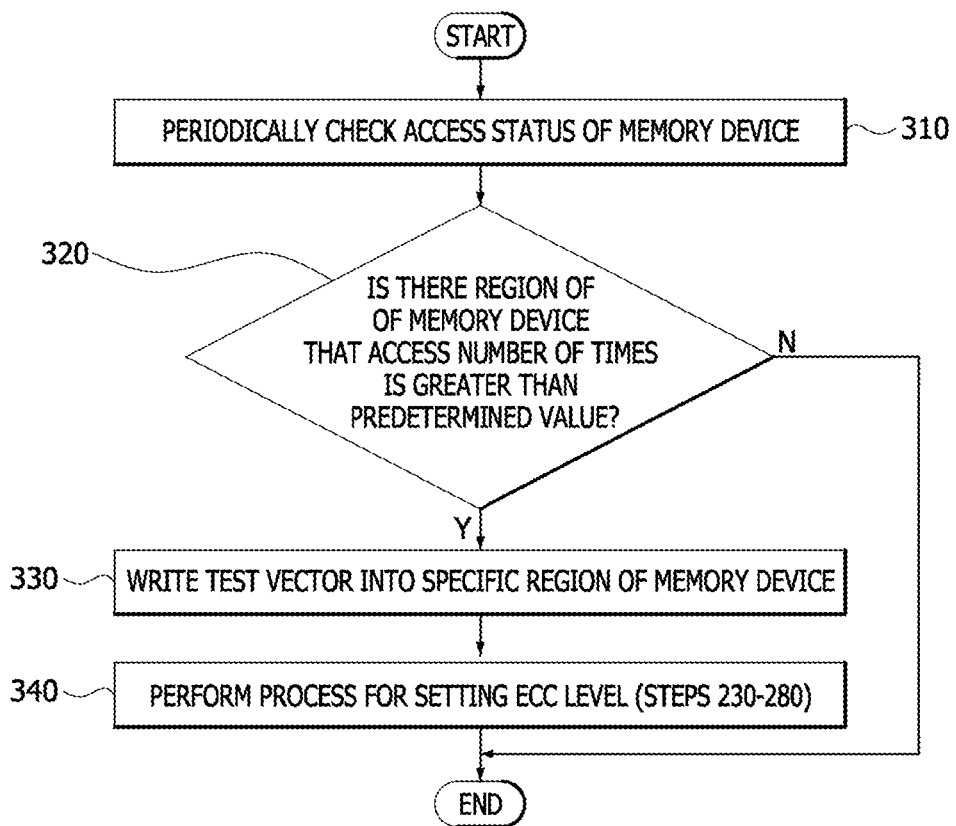 START
PERIODICALLY CHECK ACCESS STATUS OF MEMORY DEVICE
310
320
IS THERE REGION OF
OF MEMORY DEVICE
THAT ACCESS NUMBER OF TIMES
IS GREATER THAN
PREDETERMINED VALUE?
N
Y
330
WRITE TEST VECTOR INTO SPECIFIC REGION OF MEMORY DEVICE
340
PERFORM PROCESS FOR SETTING ECC LEVEL (STEPS 230-280)
END